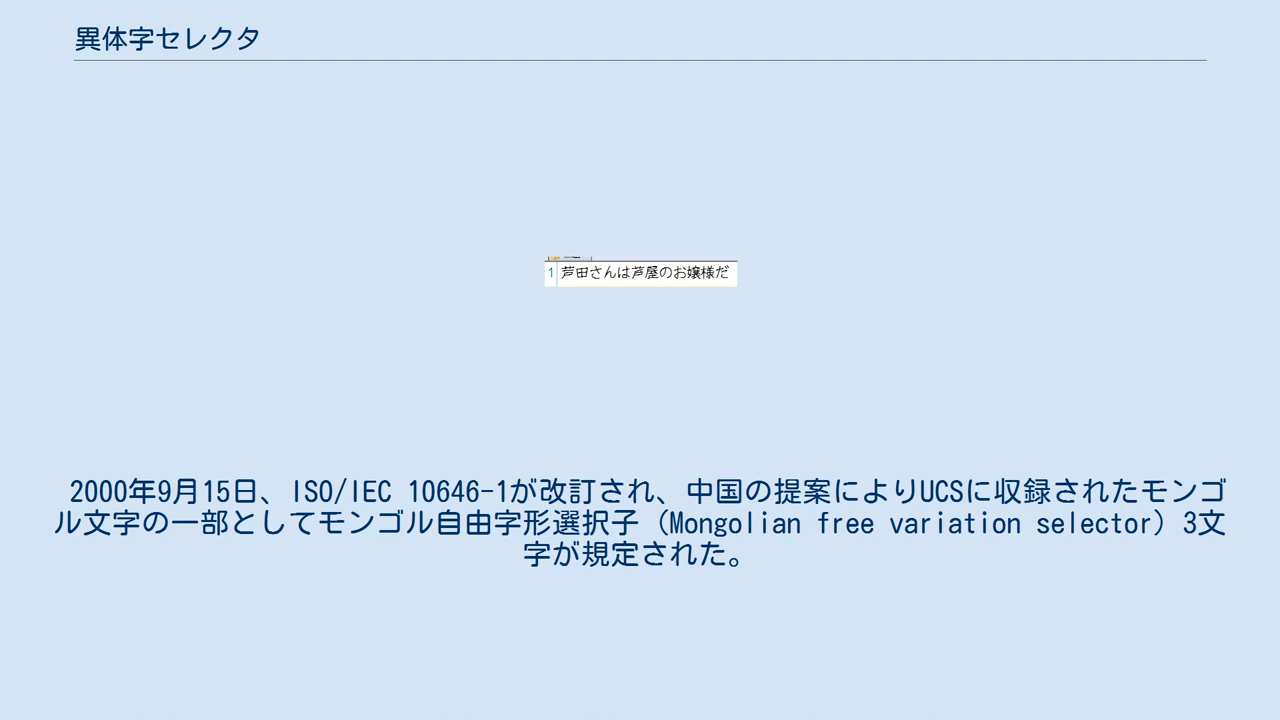 異体字セレクタ
1 芦田さんは芦屋のお嬢様だ
2000年9月15日、ISO/IEC 10646-1が改訂され、中国の提案によりUCSに収録されたモンゴ
ル文字の一部としてモンゴル自由字形選択子（Mongolian free variation selector）3文
字が規定された。